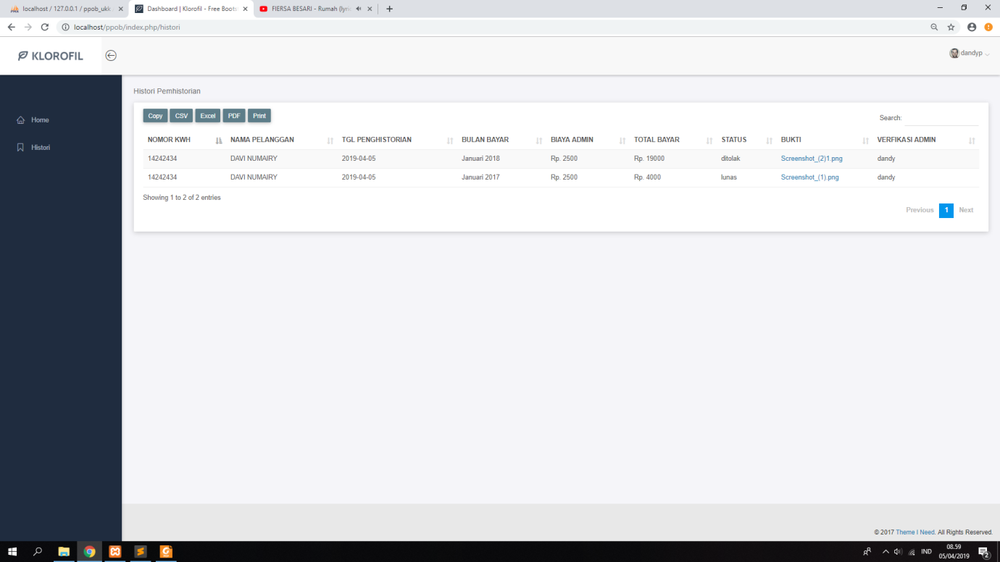 localhost / 127.0.0.1 / ppob_ukk
Dashboard | Klorofil - Free Boots
FIERSA BESARI - Rumah (lyric
localhost/ppob/index.php/histori
KLOROFIL
dandyp
Home
Histori
Histori Pemhistorian
Copy CSV Excel PDF Print
Search:
NOMOR KWH NAMA PELANGGAN TGL PENGHISTORIAN BULAN BAYAR BIAYA ADMIN TOTAL BAYAR STATUS BUKTI VERFIKASI ADMIN
14242434 DAVI NUMAIRY 2019-04-05 Januari 2018 Rp. 2500 Rp. 19000 ditolak Screenshot_(2)1.png dandy
14242434 DAVI NUMAIRY 2019-04-05 Januari 2017 Rp. 2500 Rp. 4000 lunas Screenshot_(1).png dandy
Showing 1 to 2 of 2 entries
Previous 1 Next
© 2017 Theme I Need. All Rights Reserved.
IND
08.59
05/04/2019
2